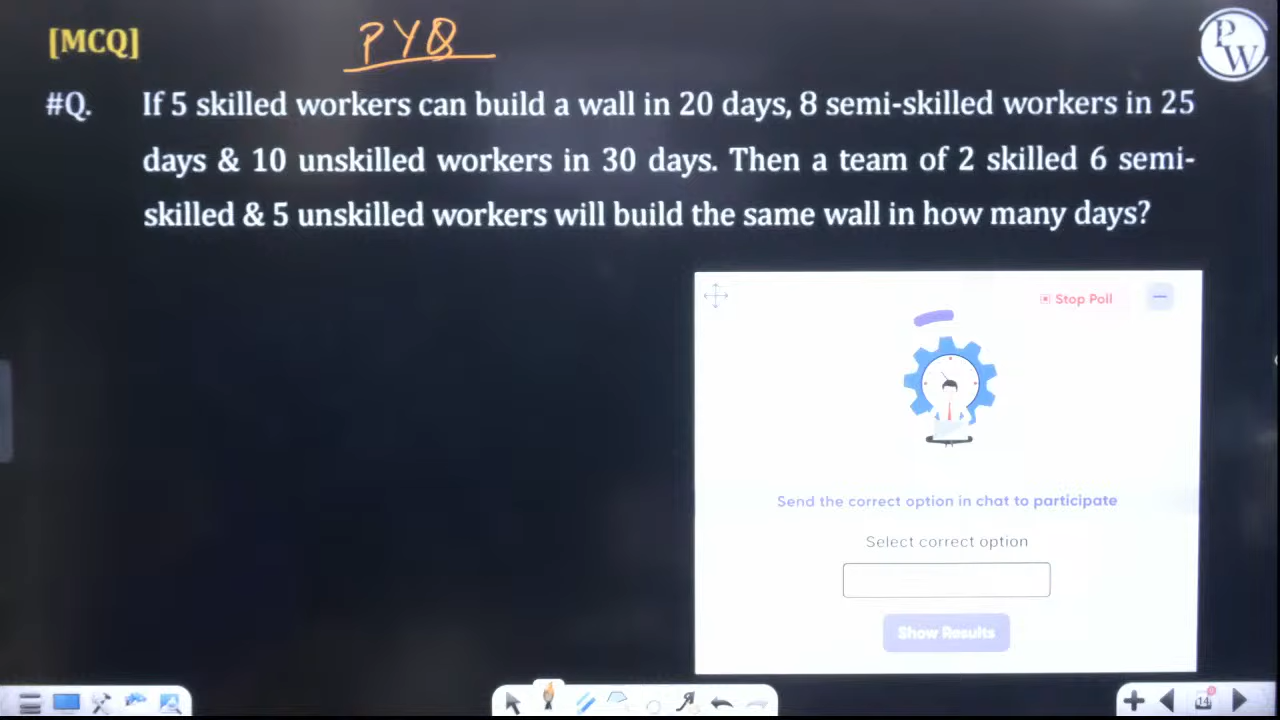 [MCQ]
PYQ
PW
#Q. If 5 skilled workers can build a wall in 20 days, 8 semi-skilled workers in 25
days & 10 unskilled workers in 30 days. Then a team of 2 skilled 6 semi-
skilled & 5 unskilled workers will build the same wall in how many days?
Stop Poll
Send the correct option in chat to participate
Select correct option
Show Results
14